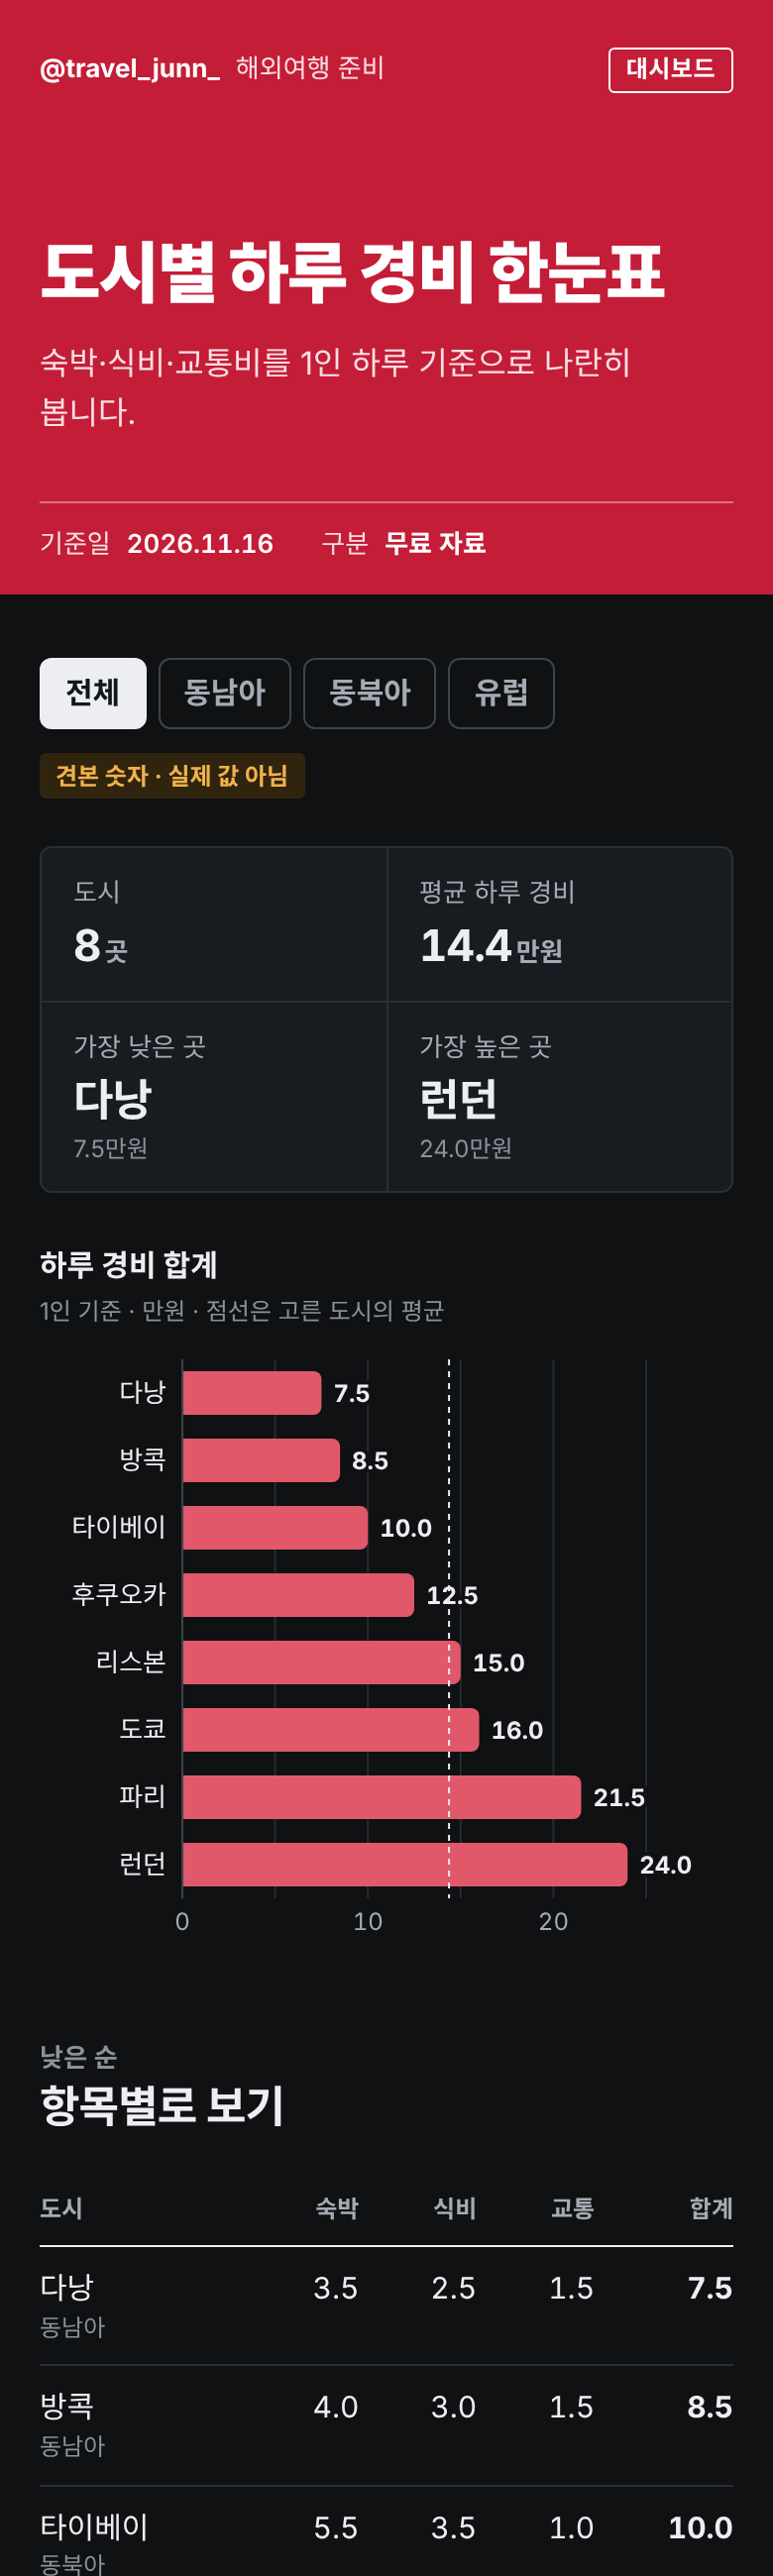 @travel_junn_ 해외여행 준비 대시보드
도시별 하루 경비 한눈표
숙박·식비·교통비를 1인 하루 기준으로 나란히
봅니다.
기준일 2026.11.16 구분 무료 자료
전체 동남아 동북아 유럽
견본 숫자 · 실제 값 아님
도시 평균 하루 경비
8곳 14.4만원
가장 낮은 곳 가장 높은 곳
다낭 런던
7.5만원 24.0만원
하루 경비 합계
1인 기준 · 만원 · 점선은 고른 도시의 평균
다낭 7.5
방콕 8.5
타이베이 10.0
후쿠오카 12.5
리스본 15.0
도쿄 16.0
파리 21.5
런던 24.0
0 10 20
낮은 순
항목별로 보기
도시 숙박 식비 교통 합계
다낭 3.5 2.5 1.5 7.5
동남아
방콕 4.0 3.0 1.5 8.5
동남아
타이베이 5.5 3.5 1.0 10.0
동북아